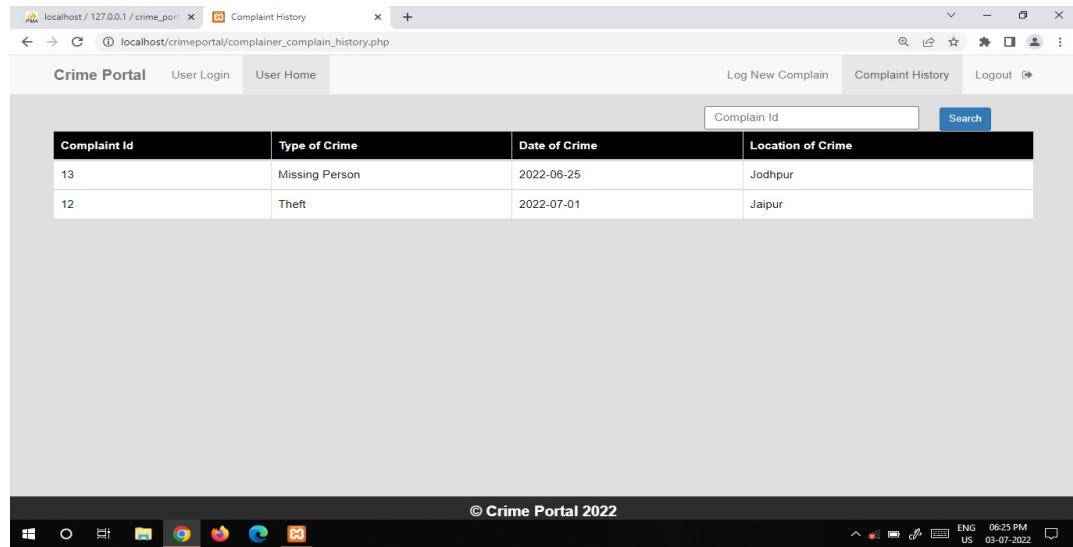 localhost / 127.0.0.1 / crime_port Complaint History
localhost/crimeportal/complainer_complain_history.php
Crime Portal User Login User Home Log New Complain Complaint History Logout
Complain Id Search
Complaint Id Type of Crime Date of Crime Location of Crime
13 Missing Person 2022-06-25 Jodhpur
12 Theft 2022-07-01 Jaipur
© Crime Portal 2022
ENG 06:25 PM
US 03-07-2022